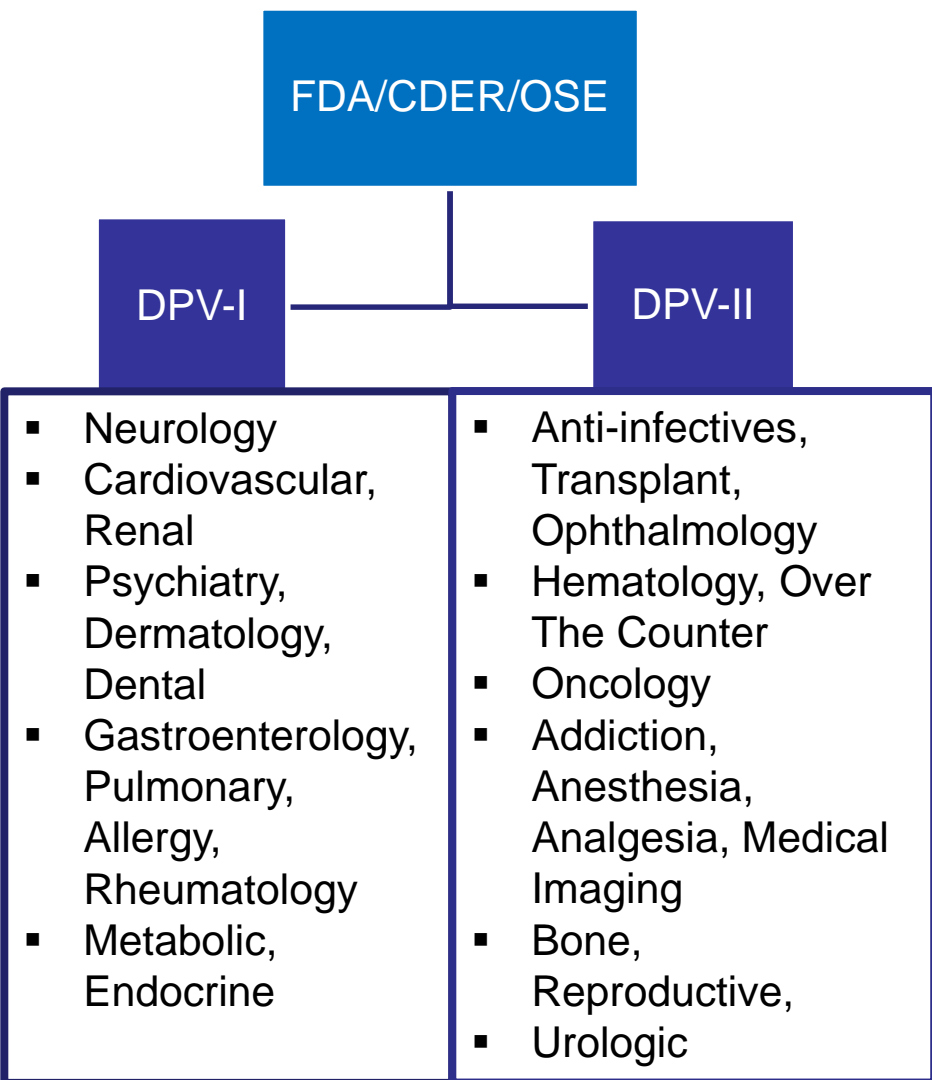 FDA/CDER/OSE
DPV-I
DPV-II
▪ Neurology
▪ Cardiovascular,
Renal
▪ Psychiatry,
Dermatology,
Dental
▪ Gastroenterology,
Pulmonary,
Allergy,
Rheumatology
▪ Metabolic,
Endocrine
▪ Anti-infectives,
Transplant,
Ophthalmology
▪ Hematology, Over
The Counter
▪ Oncology
▪ Addiction,
Anesthesia,
Analgesia, Medical
Imaging
▪ Bone,
Reproductive,
▪ Urologic